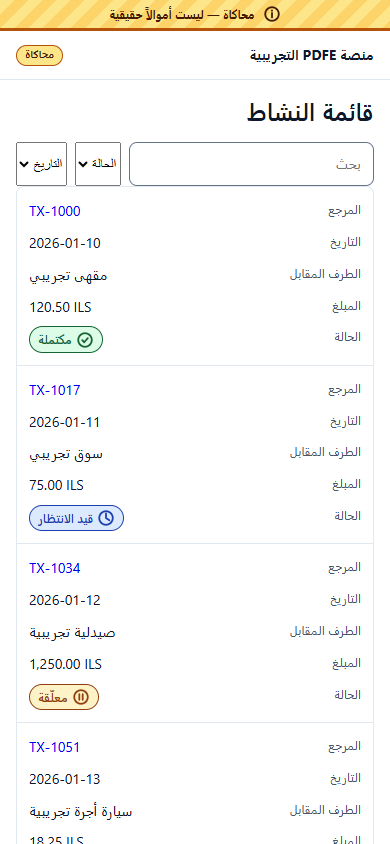 محاكاة — ليست أموالاً حقيقية
منصة PDFE التجريبية
محاكاة
قائمة النشاط
بحث
الحالة
التاريخ
المرجع TX-1000
التاريخ 2026-01-10
الطرف المقابل مقهى تجريبي
المبلغ 120.50 ILS
الحالة مكتملة
المرجع TX-1017
التاريخ 2026-01-11
الطرف المقابل سوق تجريبي
المبلغ 75.00 ILS
الحالة قيد الانتظار
المرجع TX-1034
التاريخ 2026-01-12
الطرف المقابل صيدلية تجريبية
المبلغ 1,250.00 ILS
الحالة معلّقة
المرجع TX-1051
التاريخ 2026-01-13
الطرف المقابل سيارة أجرة تجريبية
المبلغ 18.25 ILS